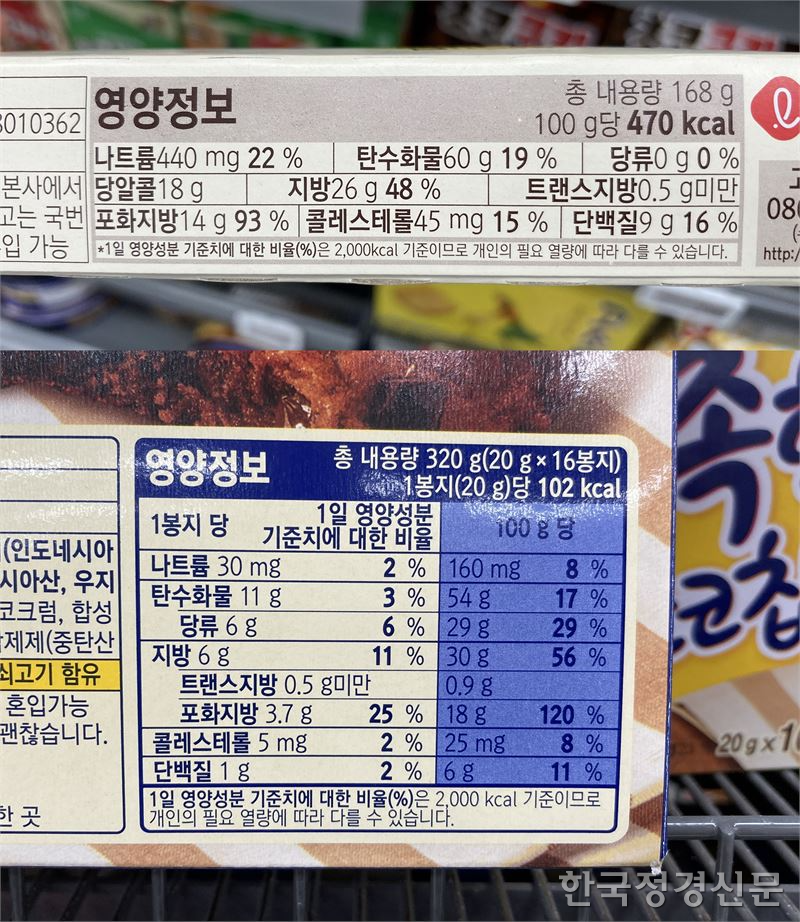 영양정보
총 내용량 168 g
100 g당 470 kcal
8010362
나트륨440 mg 22 % 탄수화물60 g 19 % 당류0 g 0 %
본사에서
당알콜18 g 지방26 g 48 % 트랜스지방0.5 g미만
고는 국번
포화지방14 g 93 % 콜레스테롤45 mg 15 % 단백질9 g 16 %
입 가능
*1일 영양성분 기준치에 대한 비율(%)은 2,000kcal 기준이므로 개인의 필요 열량에 따라 다를 수 있습니다.
고
080
http:/
영양정보
총 내용량 320 g(20 g×16봉지)
1봉지(20 g)당 102 kcal
1봉지 당 1일 영양성분 기준치에 대한 비율 100 g 당
나트륨 30 mg 2 % 160 mg 8 %
탄수화물 11 g 3 % 54 g 17 %
당류 6 g 6 % 29 g 29 %
지방 6 g 11 % 30 g 56 %
트랜스지방 0.5 g미만 0.9 g
포화지방 3.7 g 25 % 18 g 120 %
콜레스테롤 5 mg 2 % 25 mg 8 %
단백질 1 g 2 % 6 g 11 %
1일 영양성분 기준치에 대한 비율(%)은 2,000 kcal 기준이므로
개인의 필요 열량에 따라 다를 수 있습니다.
(인도네시아
시아산, 우지
코크럼, 합성
제제(중탄산
쇠고기 함유
혼입가능
괜찮습니다.
한 곳
촉
초코칩
20g×1
한국정경신문